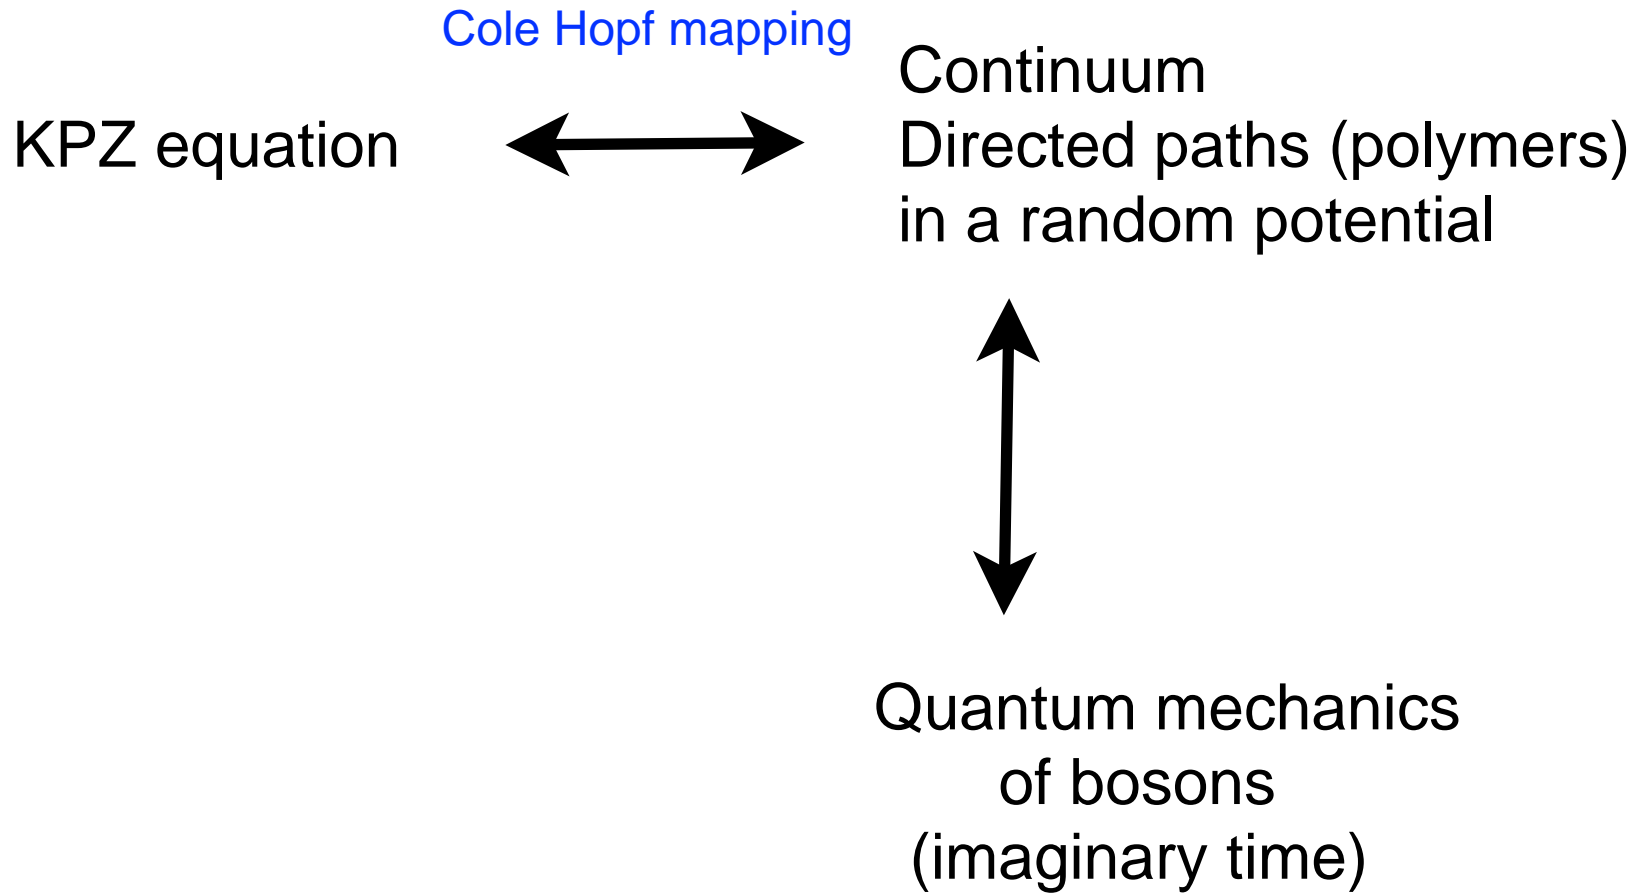 Cole Hopf mapping
KPZ equation
Continuum
Directed paths (polymers)
in a random potential
Quantum mechanics
of bosons
(imaginary time)